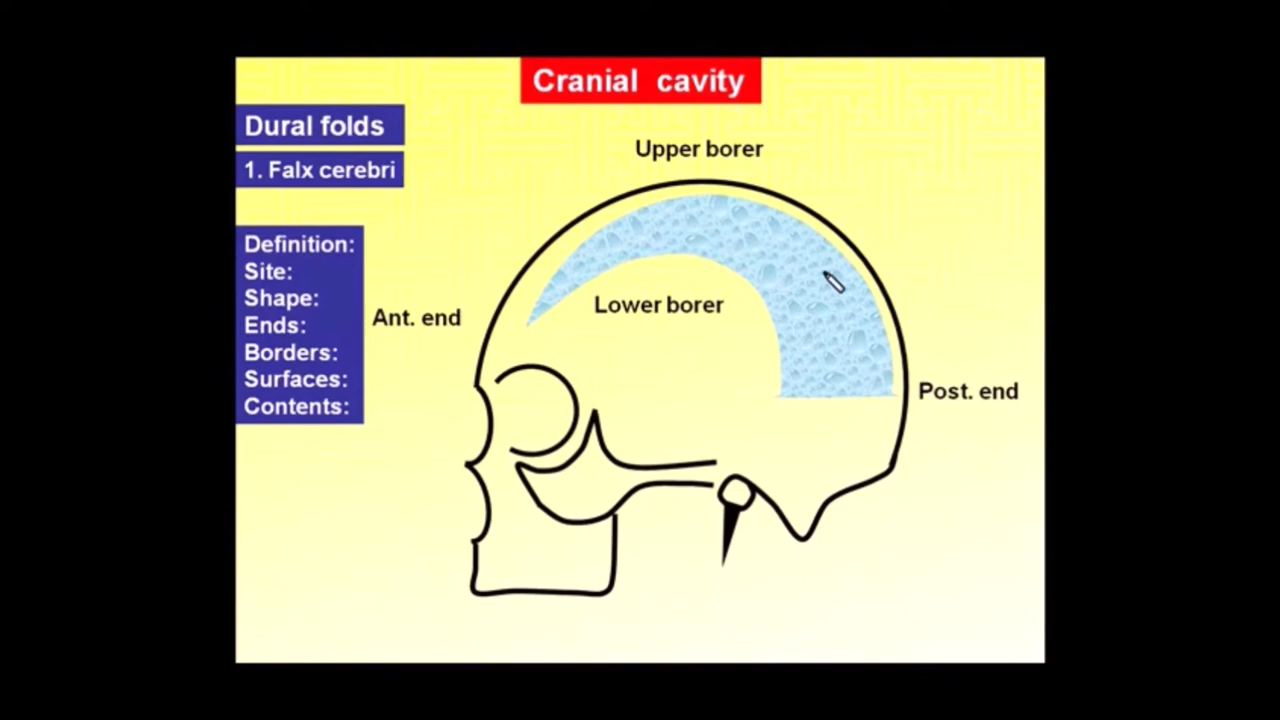 Cranial cavity
Dural folds
1. Falx cerebri
Upper borer
Definition:
Site:
Shape:
Ends:
Borders:
Surfaces:
Contents:
Ant. end
Lower borer
Post. end